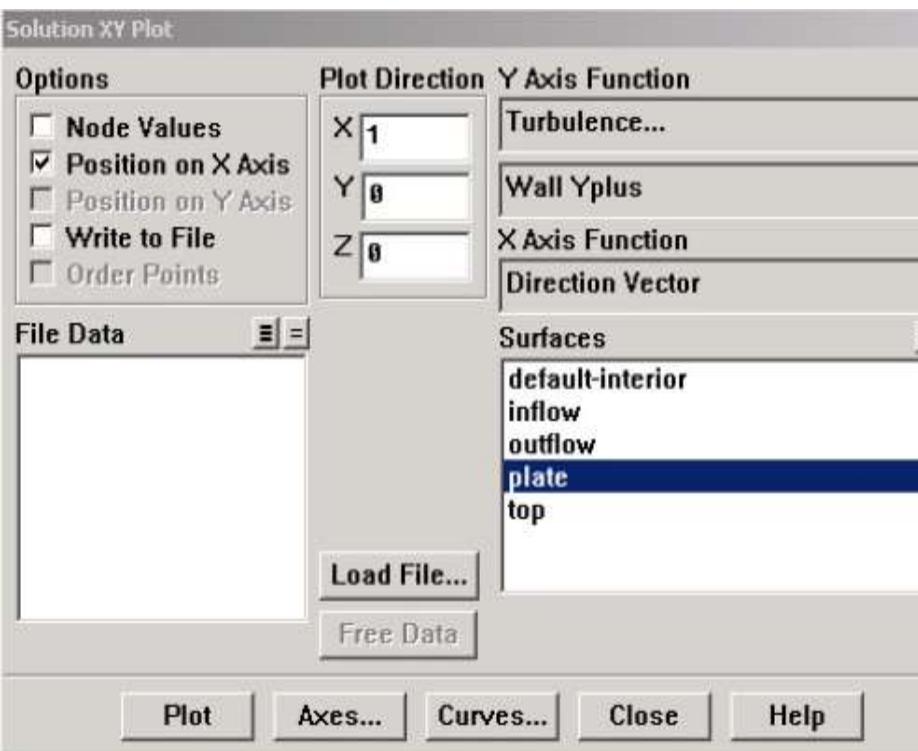 Solution XY Plot
Options
Node Values
Position on X Axis
Position on Y Axis
Write to File
Order Points
Plot Direction
X 1
Y 0
Z 0
Y Axis Function
Turbulence...
Wall Yplus
X Axis Function
Direction Vector
File Data
Surfaces
default-interior
inflow
outflow
plate
top
Load File...
Free Data
Plot
Axes...
Curves...
Close
Help